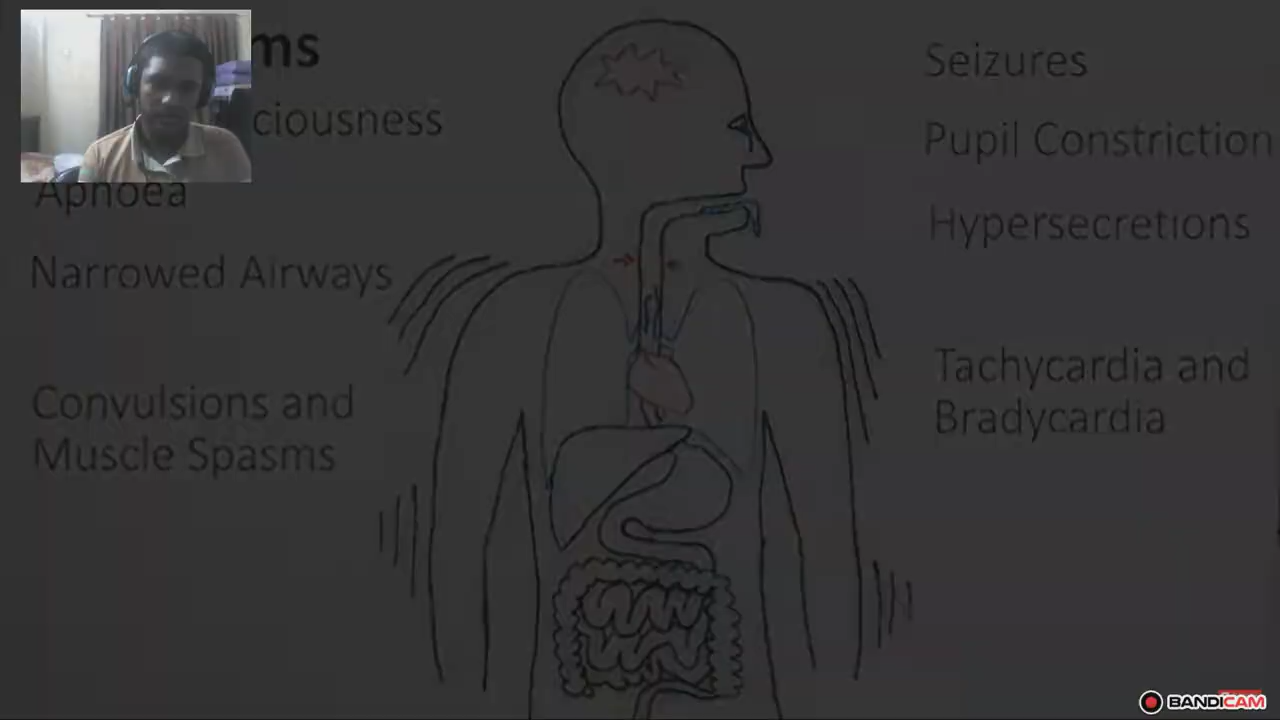 ms
ciousness
Apnoea
Narrowed Airways
Convulsions and
Muscle Spasms
Seizures
Pupil Constriction
Hypersecretions
Tachycardia and
Bradycardia
BANDICAM